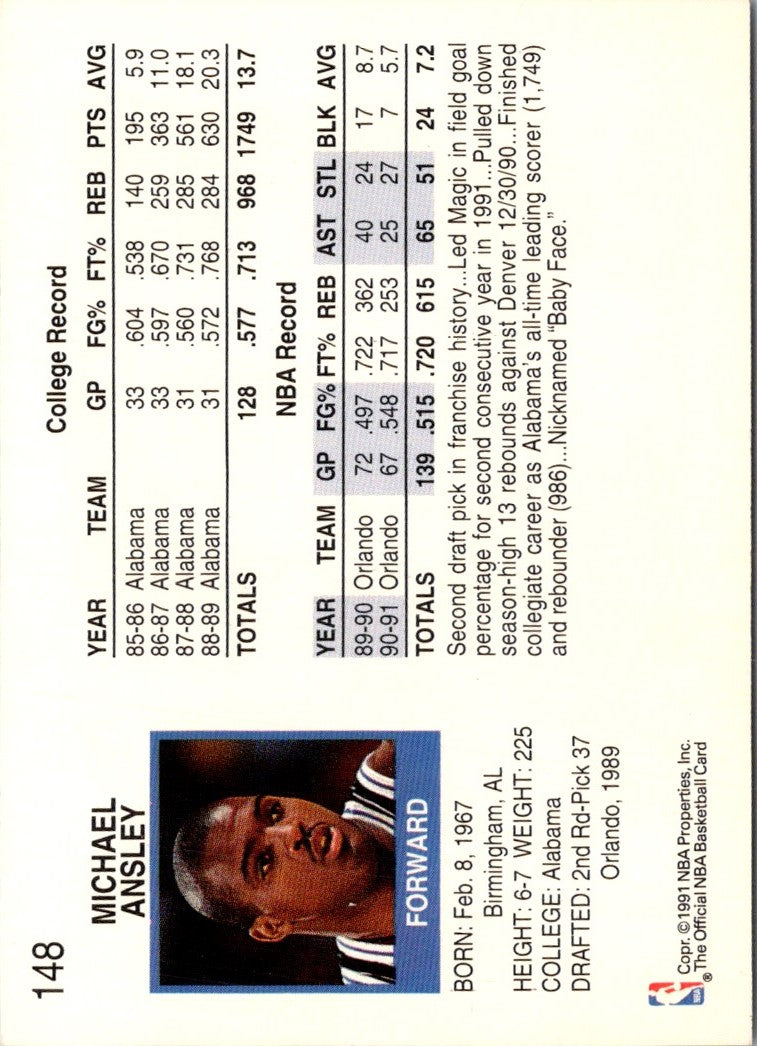 148
MICHAEL
ANSLEY
FORWARD
BORN: Feb. 8, 1967
Birmingham, AL
HEIGHT: 6-7 WEIGHT: 225
COLLEGE: Alabama
DRAFTED: 2nd Rd-Pick 37
Orlando, 1989
NBA
Copr. ©1991 NBA Properties, Inc.
® The Official NBA Basketball Card
College Record
YEAR TEAM GP FG% FT% REB PTS AVG
85-86 Alabama 33 .604 .538 140 195 5.9
86-87 Alabama 33 .597 .670 259 363 11.0
87-88 Alabama 31 .560 .731 285 561 18.1
88-89 Alabama 31 .572 .768 284 630 20.3
TOTALS 128 .577 .713 968 1749 13.7
NBA Record
YEAR TEAM GP FG% FT% REB AST STL BLK AVG
89-90 Orlando 72 .497 .722 362 40 24 17 8.7
90-91 Orlando 67 .548 .717 253 25 27 7 5.7
TOTALS 139 .515 .720 615 65 51 24 7.2
Second draft pick in franchise history...Led Magic in field goal
percentage for second consecutive year in 1991...Pulled down
season-high 13 rebounds against Denver 12/30/90...Finished
collegiate career as Alabama's all-time leading scorer (1,749)
and rebounder (986)...Nicknamed "Baby Face."